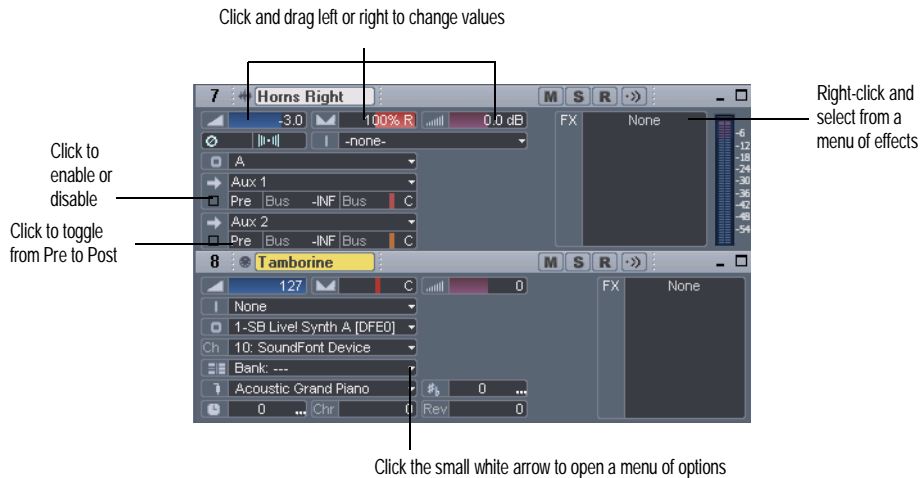 Click and drag left or right to change values
7 Horns Right M S R
-3.0 100% R 0.0 dB FX None
-none-
A
Aux 1
Pre Bus -INF Bus C
Aux 2
Pre Bus -INF Bus C
-6
-12
-18
-24
-30
-36
-42
-48
-54
Right-click and
select from a
menu of effects
Click to
enable or
disable
Click to toggle
from Pre to Post
8 Tamborine M S R
127 C 0 FX None
None
1-SB Live! Synth A [DFE0]
Ch 10: SoundFont Device
Bank: ---
Acoustic Grand Piano 0 ...
0 ... Chr 0 Rev 0
Click the small white arrow to open a menu of options